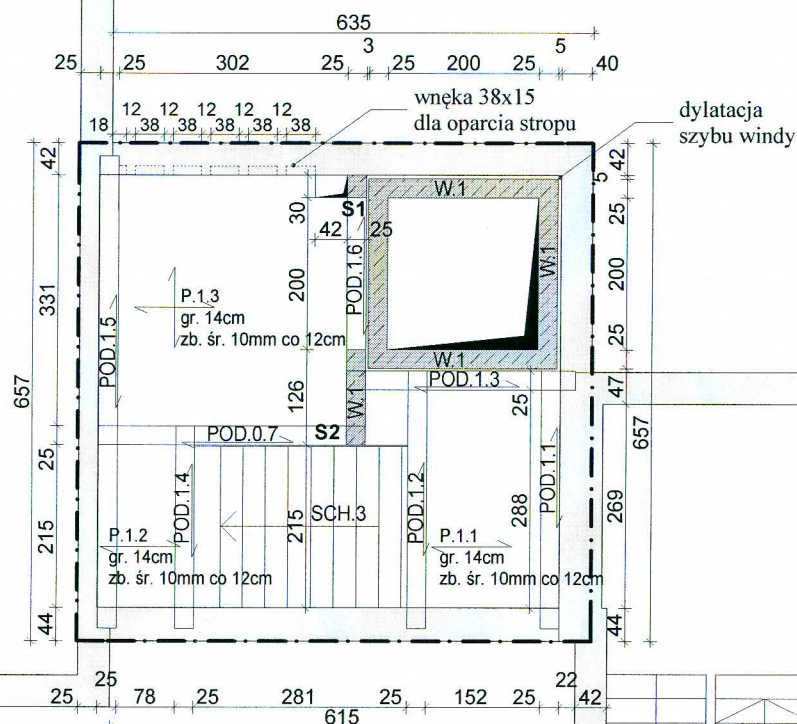 635
3
5
25
25
302
25
25
200
25
40
12
12
12
12
12
18
38
38
38
38
38
wnęka 38x15
dla oparcia stropu
dylatacja
szybu windy
42
42
5
W.1
S1
30
25
42
25
P.1.3
gr. 14cm
zb. śr. 10mm co 12cm
331
200
POD.1.6
W.1
200
POD.1.5
25
W.1
657
POD.1.3
47
126
W.1
25
657
POD.0.7
S2
25
POD.1.4
POD.1.2
POD.1.1
SCH.3
215
215
288
269
P.1.2
gr. 14cm
zb. śr. 10mm co 12cm
P.1.1
gr. 14cm
zb. śr. 10mm co 12cm
44
44
25
22
25
78
25
281
25
152
25
42
615